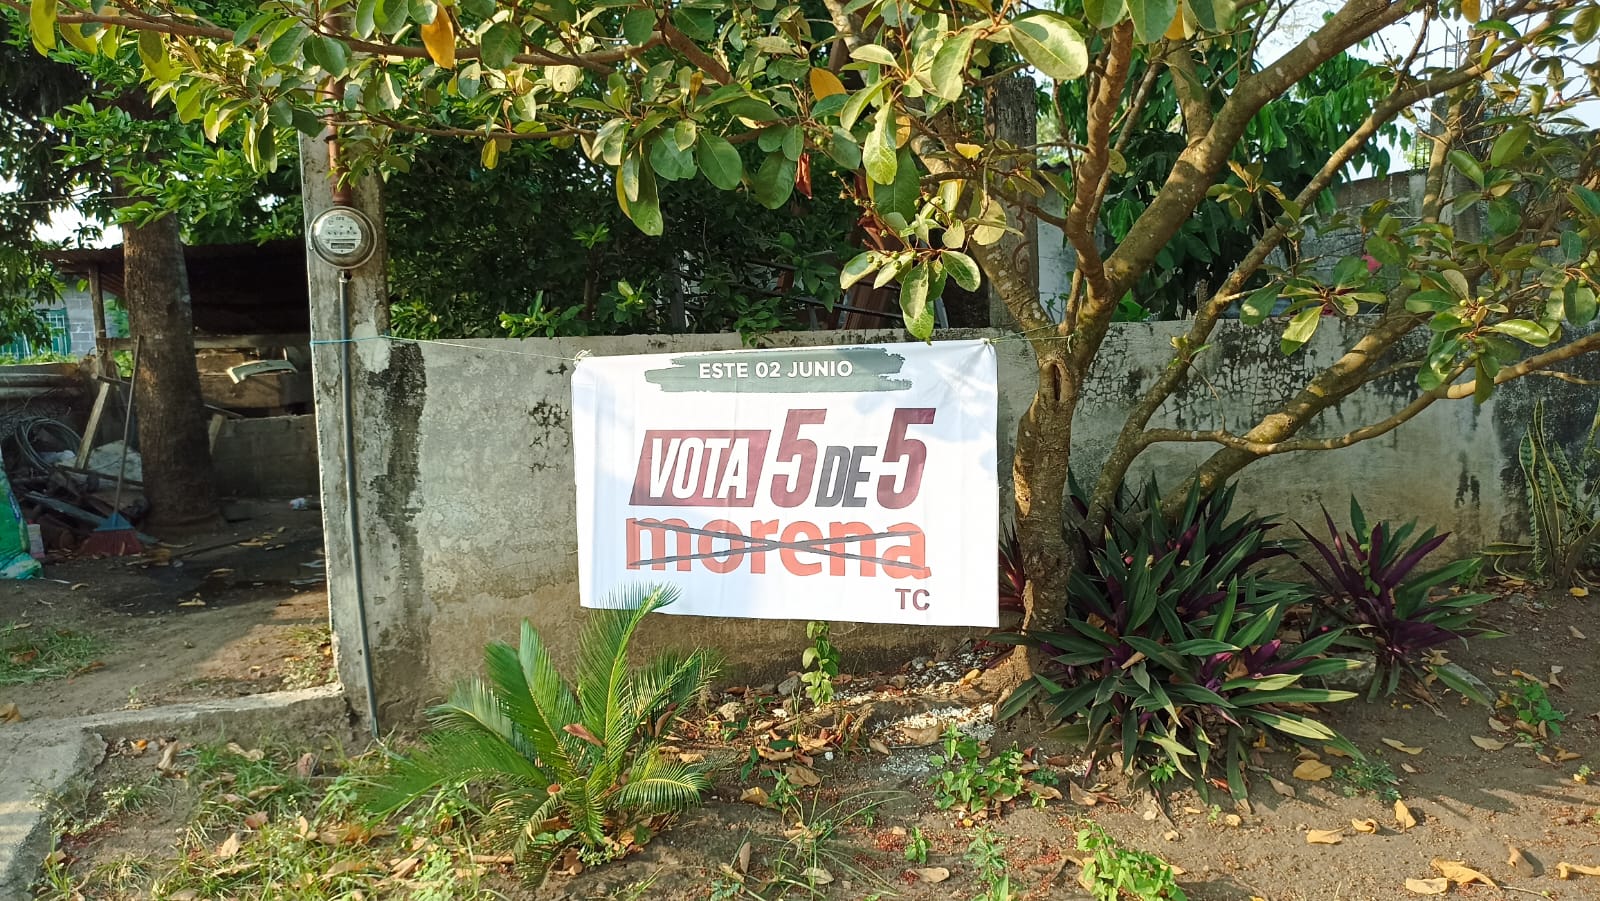 ESTE 02 JUNIO
VOTA 5 DE 5
morena
TC